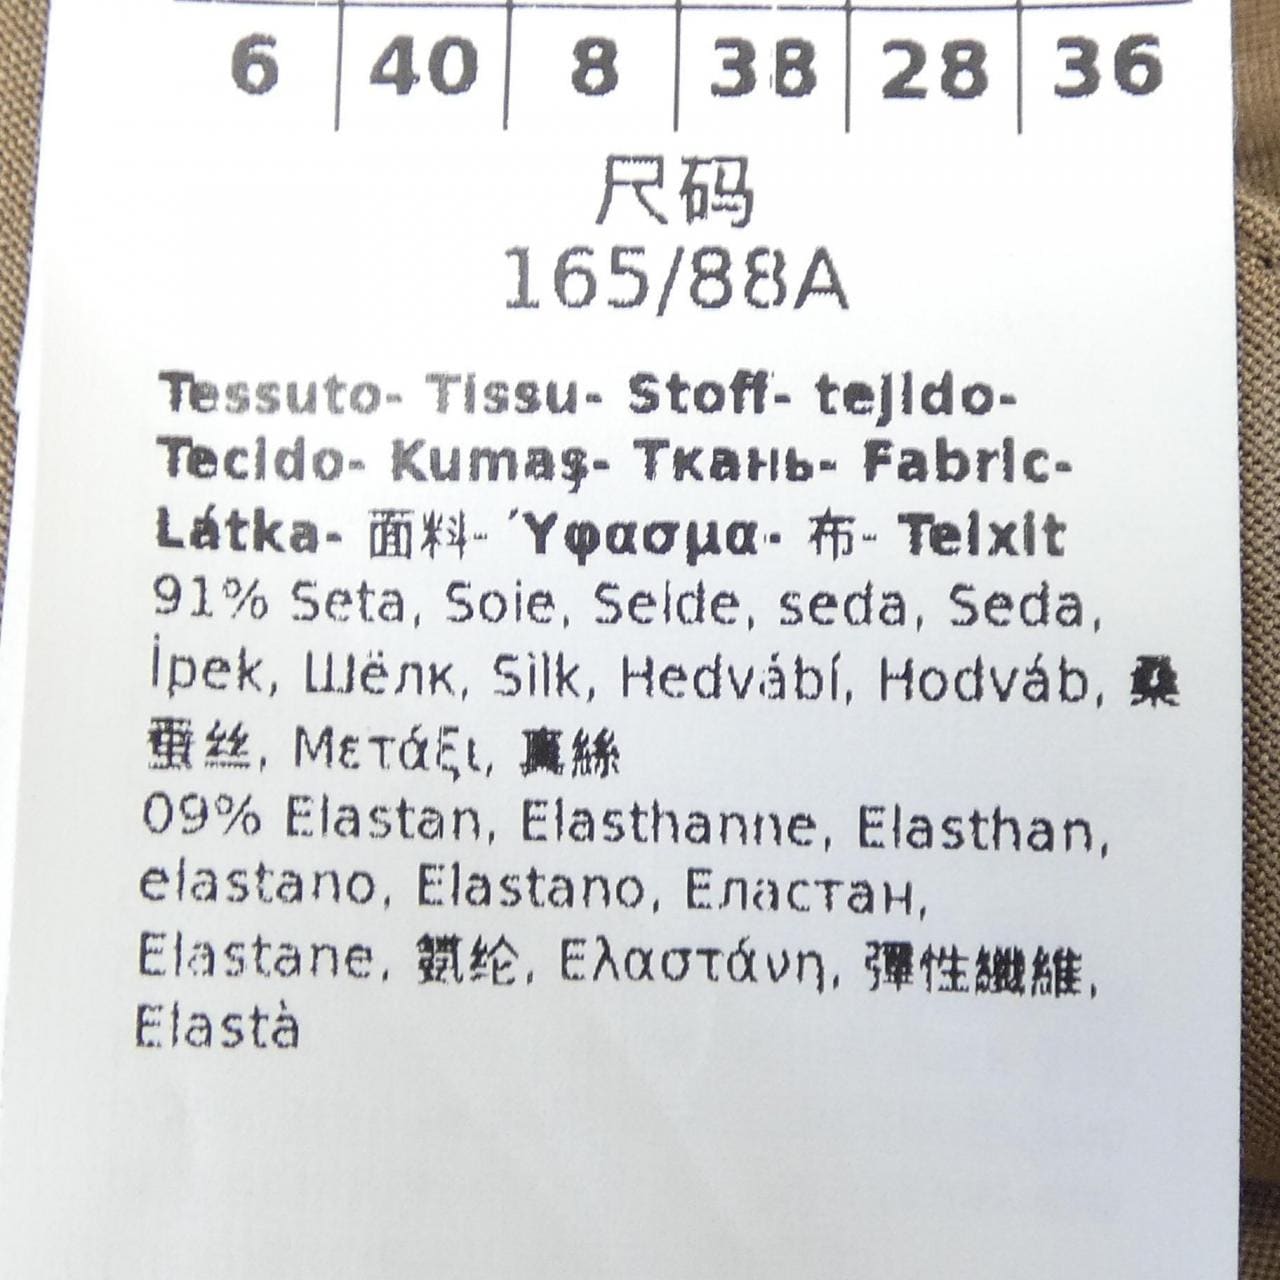 6 40 8 38 28 36
尺码
165/88A
Tessuto- Tissu- Stoff- tejido-
Tecido- Kumaş- Ткань- Fabric-
Látka- 面料- Ύφασμα- 布- Teixit
91% Seta, Soie, Seide, seda, Seda,
İpek, Шёлк, Silk, Hedvábí, Hodváb, 桑
蚕丝, Μετάξι, 真絲
09% Elastan, Elasthanne, Elasthan,
elastano, Elastano, Еластан,
Elastane, 氨纶, Ελαστάνη, 彈性纖維,
Elastà